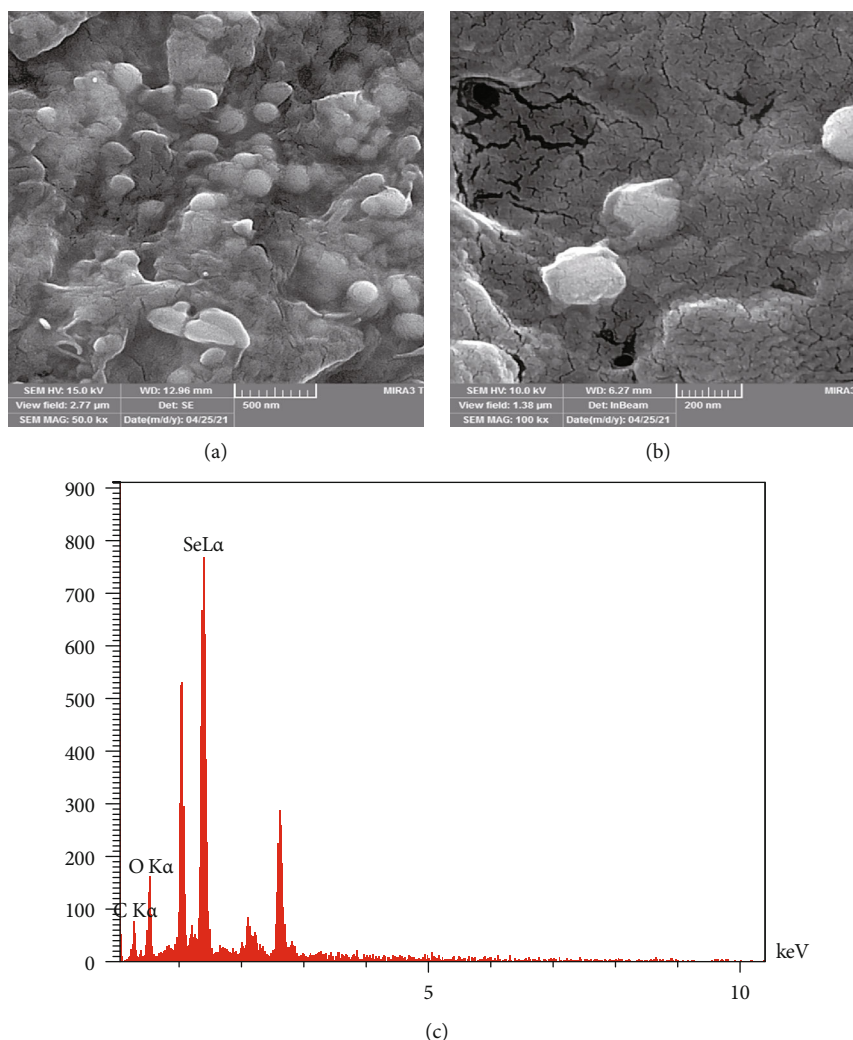 SEM HV: 15.0 kV WD: 12.96 mm MIRA3 T
View field: 2.77 µm Det: SE 500 nm
SEM MAG: 50.0 kx Date(m/d/y): 04/25/21
(a)
SEM HV: 10.0 kV WD: 6.27 mm MIRA3
View field: 1.38 µm Det: InBeam 200 nm
SEM MAG: 100 kx Date(m/d/y): 04/25/21
(b)
900
800
SeLα
700
600
500
400
300
200
O Kα
100
C Kα
0
keV
5
10
(c)